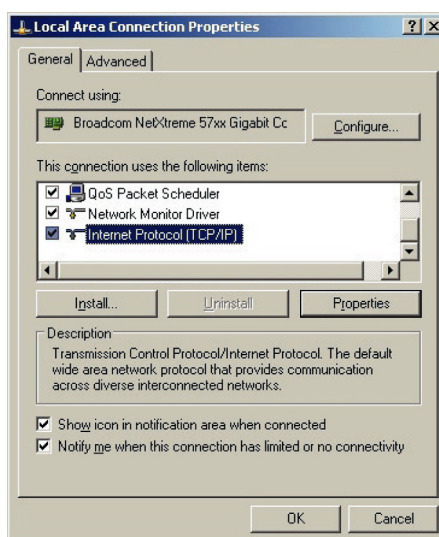 Local Area Connection Properties
General
Advanced
Connect using:
Broadcom NetXtreme 57xx Gigabit Cc
Configure...
This connection uses the following items:
QoS Packet Scheduler
Network Monitor Driver
Internet Protocol (TCP/IP)
Install...
Uninstall
Properties
Description
Transmission Control Protocol/Internet Protocol. The default
wide area network protocol that provides communication
across diverse interconnected networks.
Show icon in notification area when connected
Notify me when this connection has limited or no connectivity
OK
Cancel